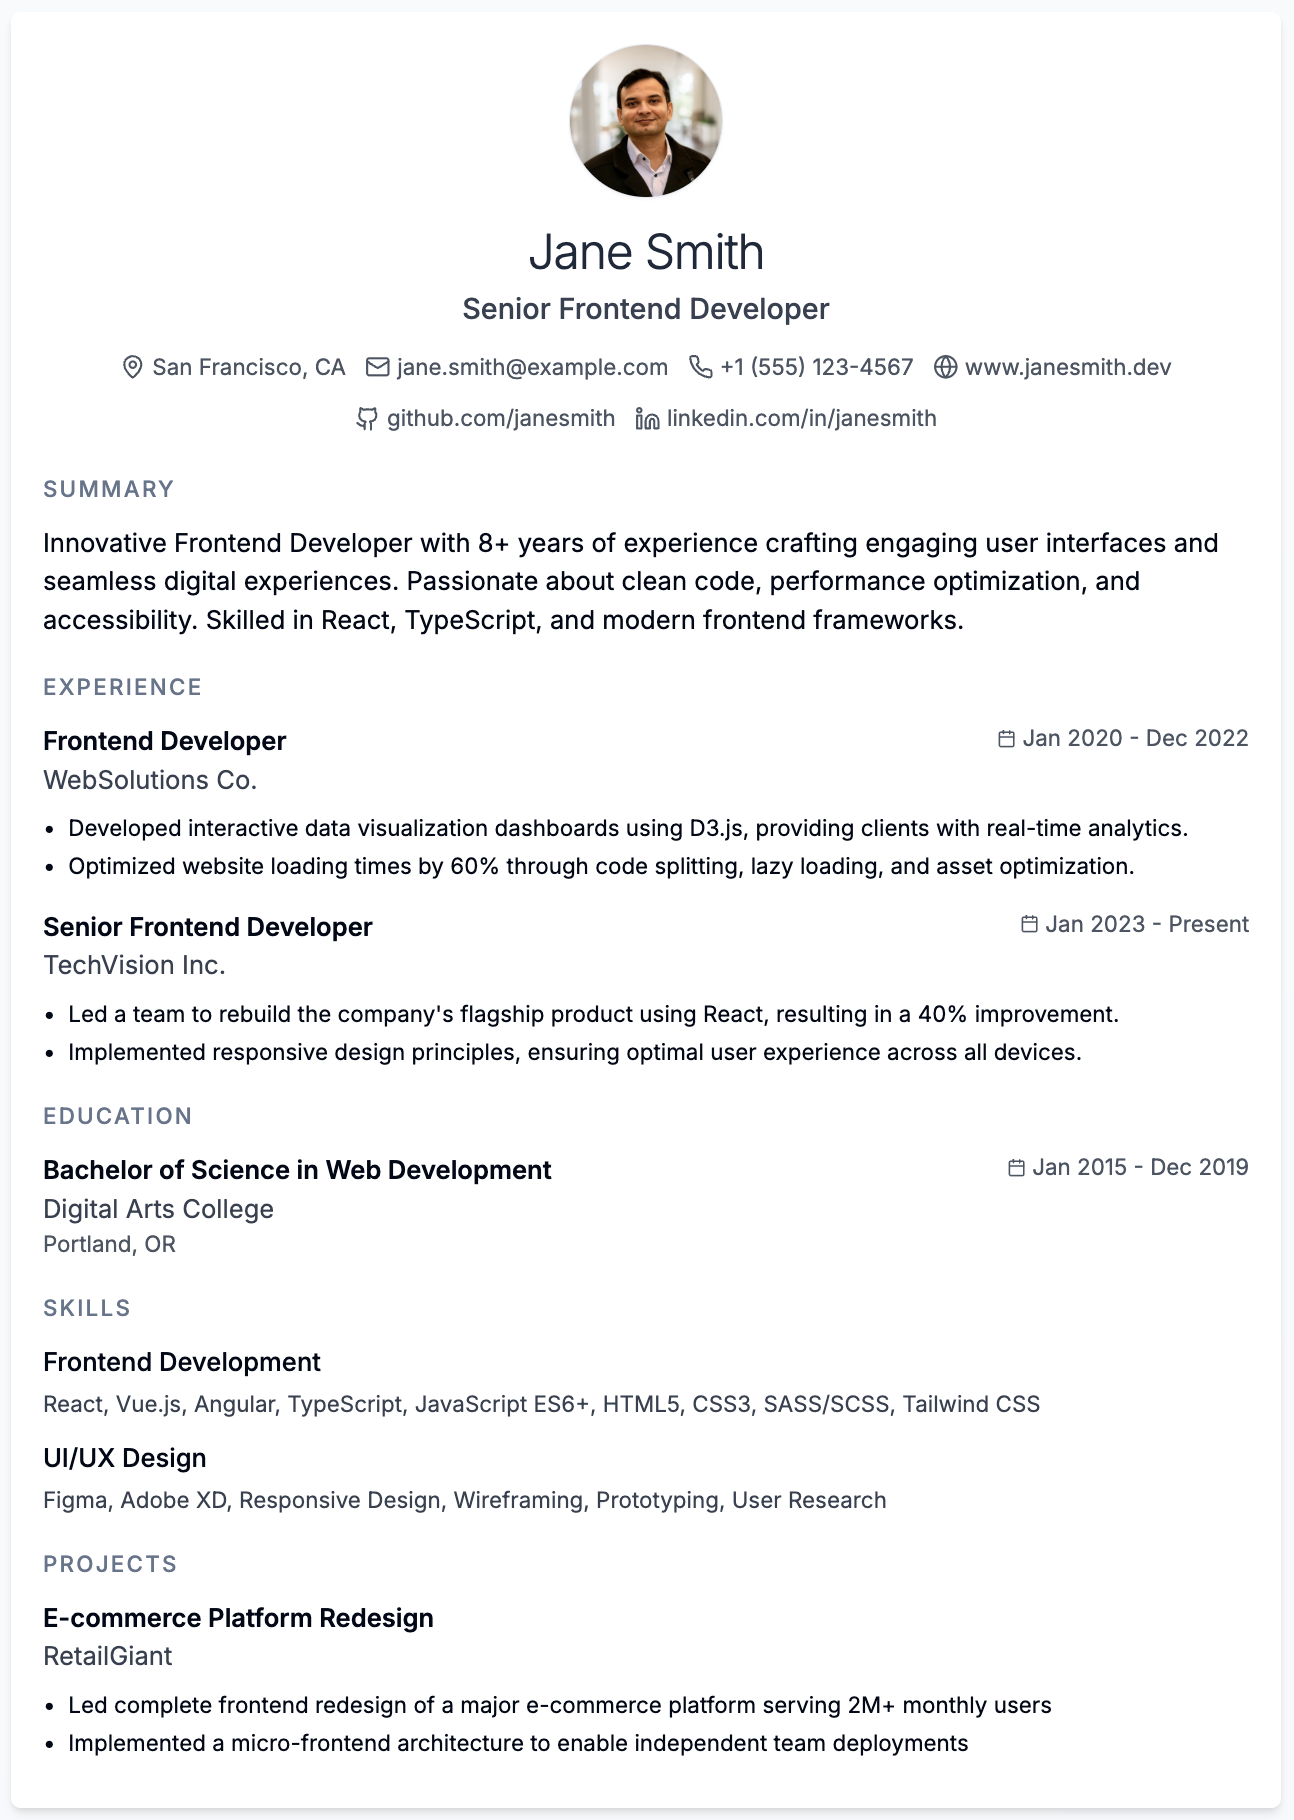 Jane Smith
Senior Frontend Developer
San Francisco, CA jane.smith@example.com +1 (555) 123-4567 www.janesmith.dev
github.com/janesmith linkedin.com/in/janesmith
SUMMARY
Innovative Frontend Developer with 8+ years of experience crafting engaging user interfaces and
seamless digital experiences. Passionate about clean code, performance optimization, and
accessibility. Skilled in React, TypeScript, and modern frontend frameworks.
EXPERIENCE
Frontend Developer Jan 2020 - Dec 2022
WebSolutions Co.
• Developed interactive data visualization dashboards using D3.js, providing clients with real-time analytics.
• Optimized website loading times by 60% through code splitting, lazy loading, and asset optimization.
Senior Frontend Developer Jan 2023 - Present
TechVision Inc.
• Led a team to rebuild the company's flagship product using React, resulting in a 40% improvement.
• Implemented responsive design principles, ensuring optimal user experience across all devices.
EDUCATION
Bachelor of Science in Web Development Jan 2015 - Dec 2019
Digital Arts College
Portland, OR
SKILLS
Frontend Development
React, Vue.js, Angular, TypeScript, JavaScript ES6+, HTML5, CSS3, SASS/SCSS, Tailwind CSS
UI/UX Design
Figma, Adobe XD, Responsive Design, Wireframing, Prototyping, User Research
PROJECTS
E-commerce Platform Redesign
RetailGiant
• Led complete frontend redesign of a major e-commerce platform serving 2M+ monthly users
• Implemented a micro-frontend architecture to enable independent team deployments